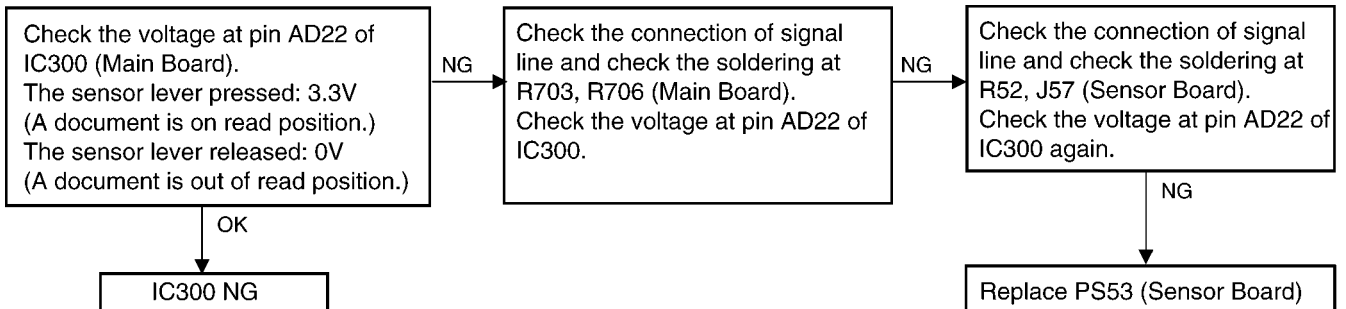 Check the voltage at pin AD22 of
IC300 (Main Board).
The sensor lever pressed: 3.3V
(A document is on read position.)
The sensor lever released: 0V
(A document is out of read position.)
NG
Check the connection of signal
line and check the soldering at
R703, R706 (Main Board).
Check the voltage at pin AD22 of
IC300.
NG
Check the connection of signal
line and check the soldering at
R52, J57 (Sensor Board).
Check the voltage at pin AD22 of
IC300 again.
OK
NG
IC300 NG
Replace PS53 (Sensor Board)